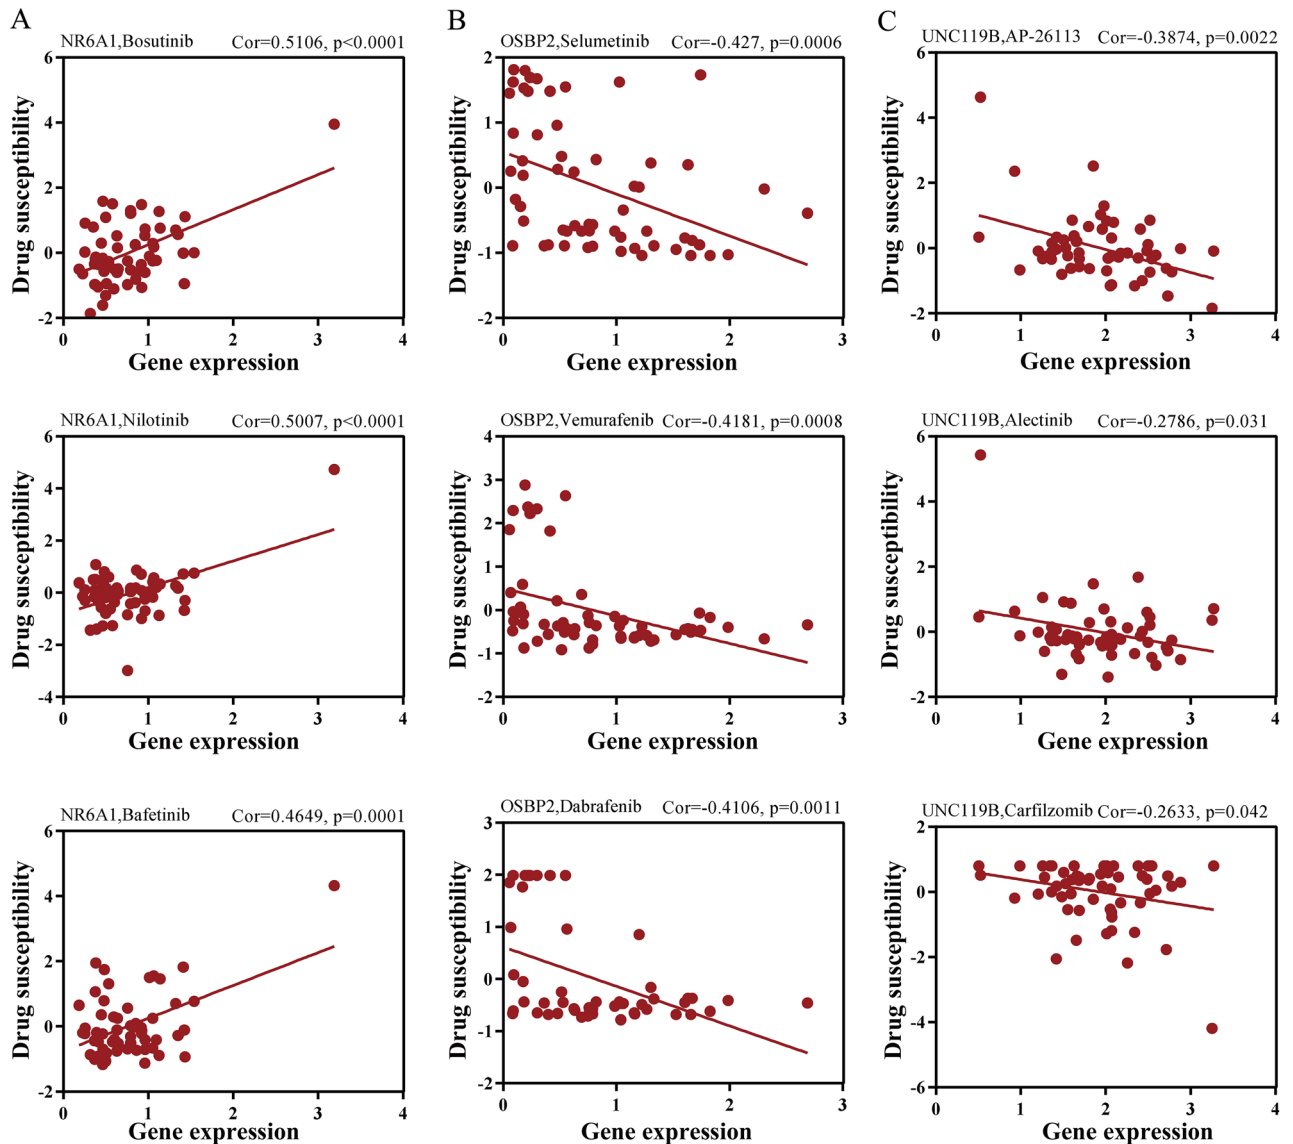 A
B
C
NR6A1,Bosutinib Cor=0.5106, p<0.0001
Drug susceptibility
6
4
2
0
-2
0 1 2 3 4
Gene expression
OSBP2,Selumetinib Cor=-0.427, p=0.0006
Drug susceptibility
2
1
0
-1
-2
0 1 2 3
Gene expression
UNC119B,AP-26113 Cor=-0.3874, p=0.0022
Drug susceptibility
6
4
2
0
-2
0 1 2 3 4
Gene expression
NR6A1,Nilotinib Cor=0.5007, p<0.0001
Drug susceptibility
6
4
2
0
-2
-4
0 1 2 3 4
Gene expression
OSBP2,Vemurafenib Cor=-0.4181, p=0.0008
Drug susceptibility
4
3
2
1
0
-1
-2
0 1 2 3
Gene expression
UNC119B,Alectinib Cor=-0.2786, p=0.031
Drug susceptibility
6
4
2
0
-2
0 1 2 3 4
Gene expression
NR6A1,Bafetinib Cor=0.4649, p=0.0001
Drug susceptibility
6
4
2
0
-2
0 1 2 3 4
Gene expression
OSBP2,Dabrafenib Cor=-0.4106, p=0.0011
Drug susceptibility
3
2
1
0
-1
-2
0 1 2 3
Gene expression
UNC119B,Carfilzomib Cor=-0.2633, p=0.042
Drug susceptibility
2
0
-2
-4
-6
0 1 2 3 4
Gene expression